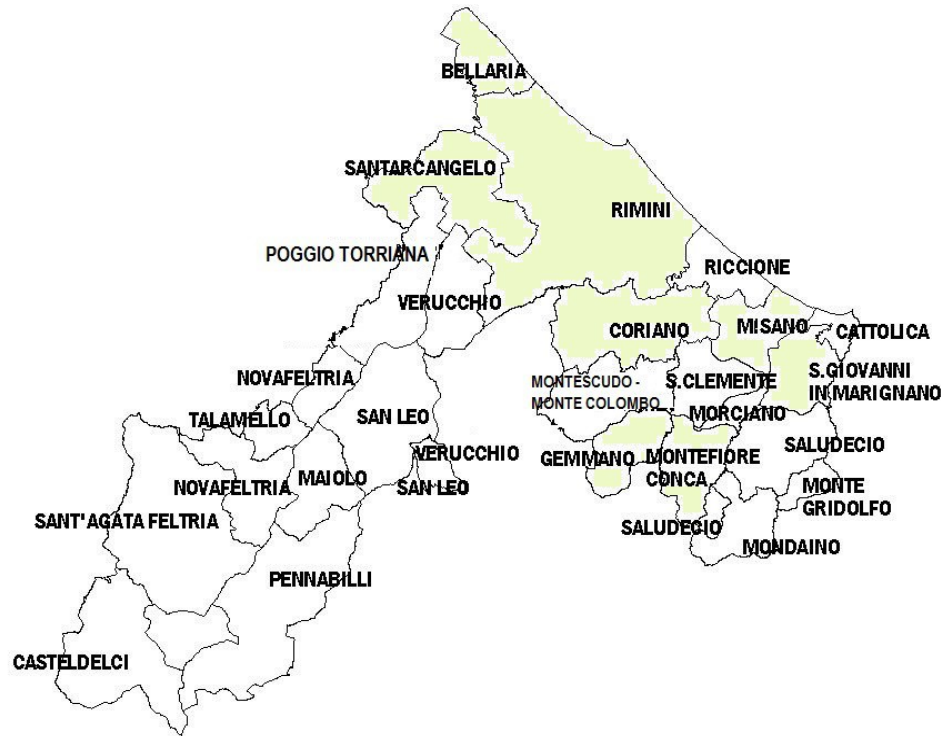 BELLARIA
SANTARCANGELO
RIMINI
POGGIO TORRIANA
RICCIONE
VERUCCHIO
CORIANO
MISANO
CATTOLICA
NOVAFELTRIA
S.CLEMENTE
S.GIOVANNI
IN MARIGNANO
MONTESCUDO -
MONTE COLOMBO
TALAMELLO
SAN LEO
MORCIANO
SALUDECIO
VERUCCHIO
GEMMANO
MONTEFIORE
CONCA
NOVAFELTRIA
MAIOLO
SAN LEO
MONTE
GRIDOLFO
SANT'AGATA FELTRIA
SALUDECIO
MONDAINO
PENNABILLI
CASTELDELCI